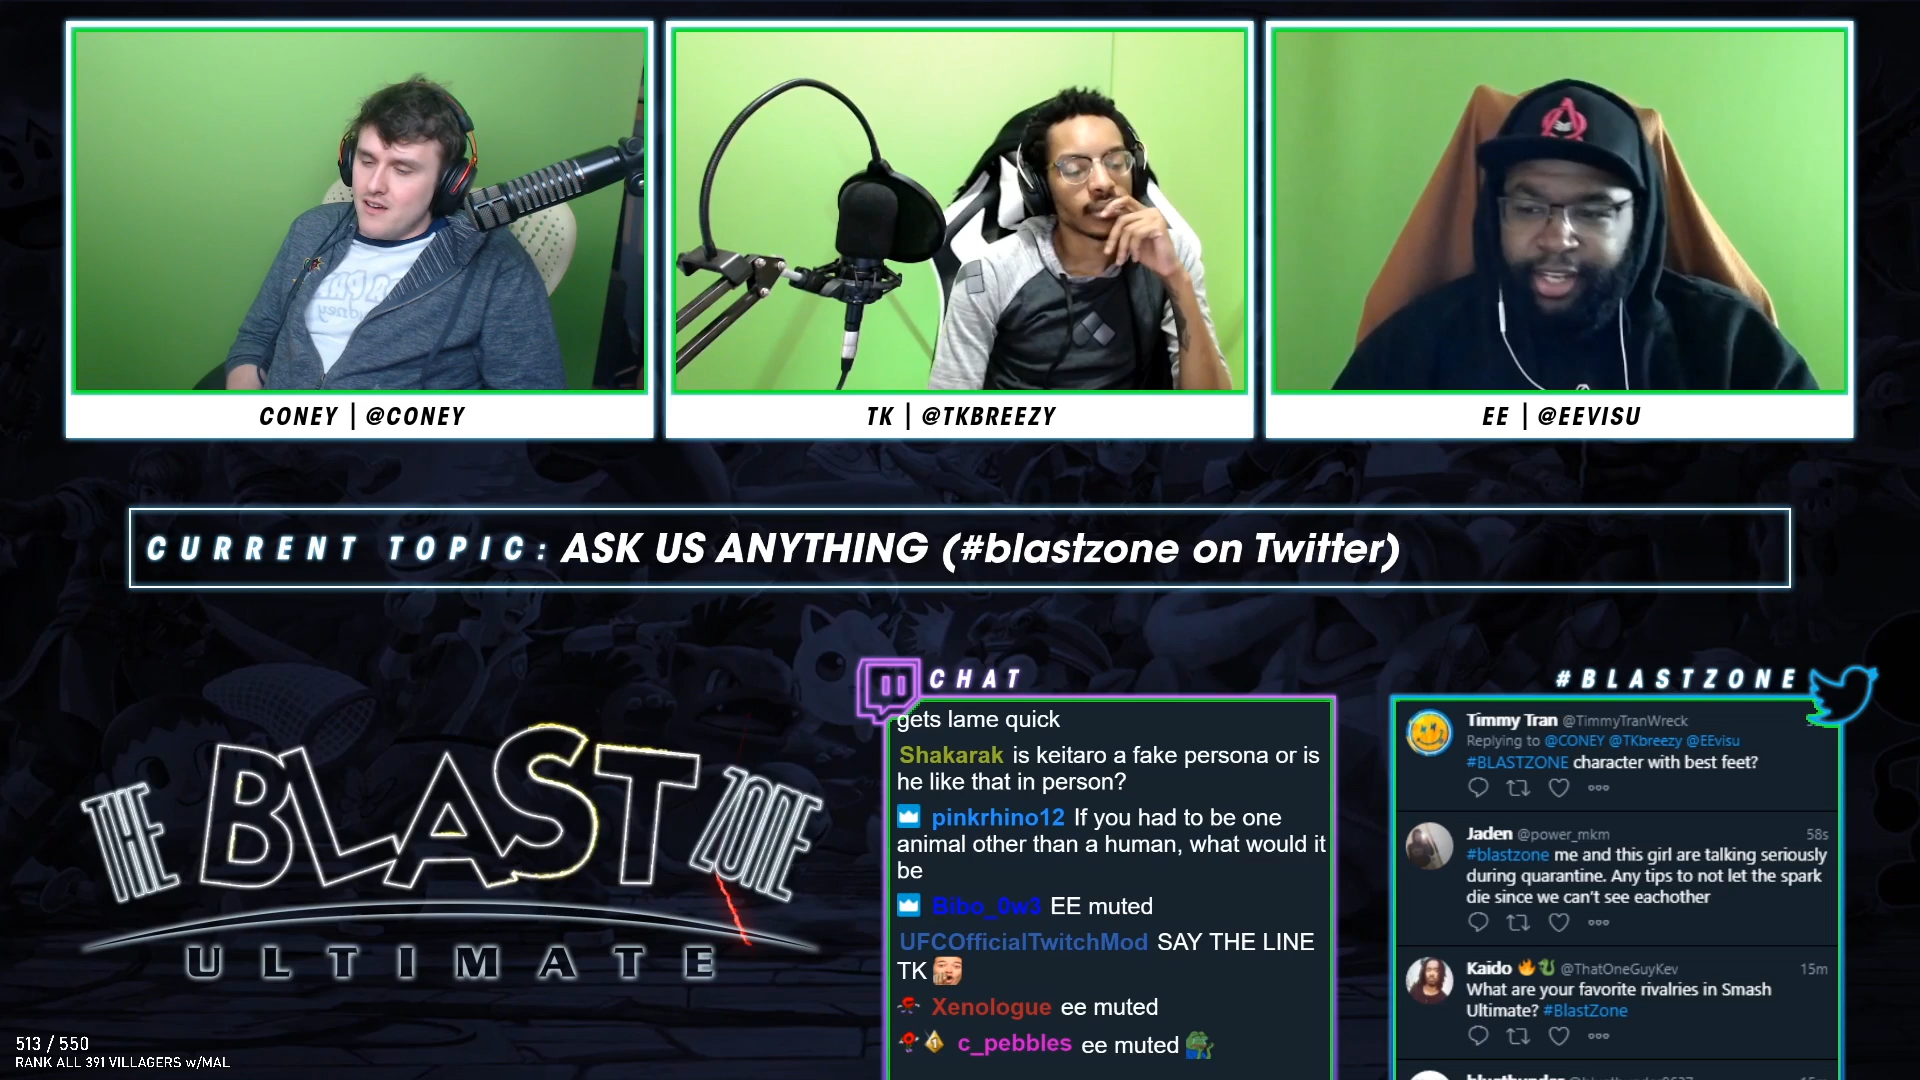 CONEY | @CONEY
TK | @TKBREEZY
EE | @EEVISU
CURRENT TOPIC: ASK US ANYTHING (#blastzone on Twitter)
THE BLAST ZONE
ULTIMATE
513 / 550
RANK ALL 391 VILLAGERS w/MAL
CHAT
gets lame quick
Shakarak is keitaro a fake persona or is
he like that in person?
pinkrhino12 If you had to be one
animal other than a human, what would it
be
Bibo_0w3 EE muted
UFCOfficialTwitchMod SAY THE LINE
TK
Xenologue ee muted
c_pebbles ee muted
#BLASTZONE
Timmy Tran @TimmyTranWreck
Replying to @CONEY @TKbreezy @EEvisu
#BLASTZONE character with best feet?
Jaden @power_mkm 58s
#blastzone me and this girl are talking seriously
during quarantine. Any tips to not let the spark
die since we can't see eachother
Kaido @ThatOneGuyKev 15m
What are your favorite rivalries in Smash
Ultimate? #BlastZone